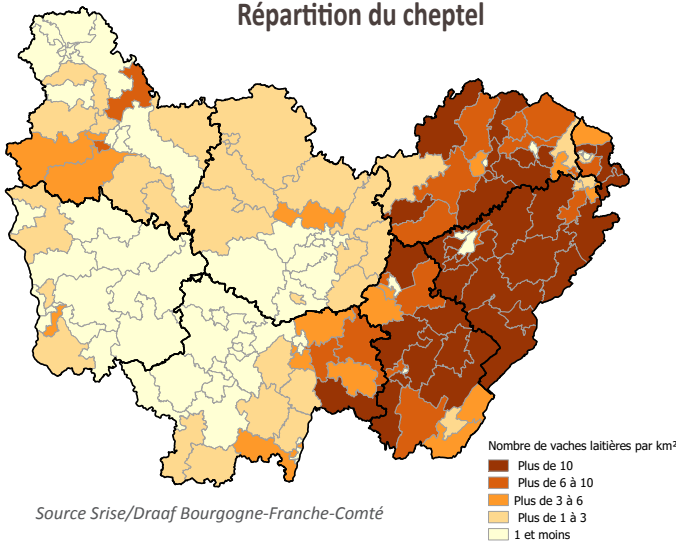 Répartition du cheptel
Nombre de vaches laitières par km²
Plus de 10
Plus de 6 à 10
Plus de 3 à 6
Plus de 1 à 3
1 et moins
Source Srise/Draaf Bourgogne-Franche-Comté